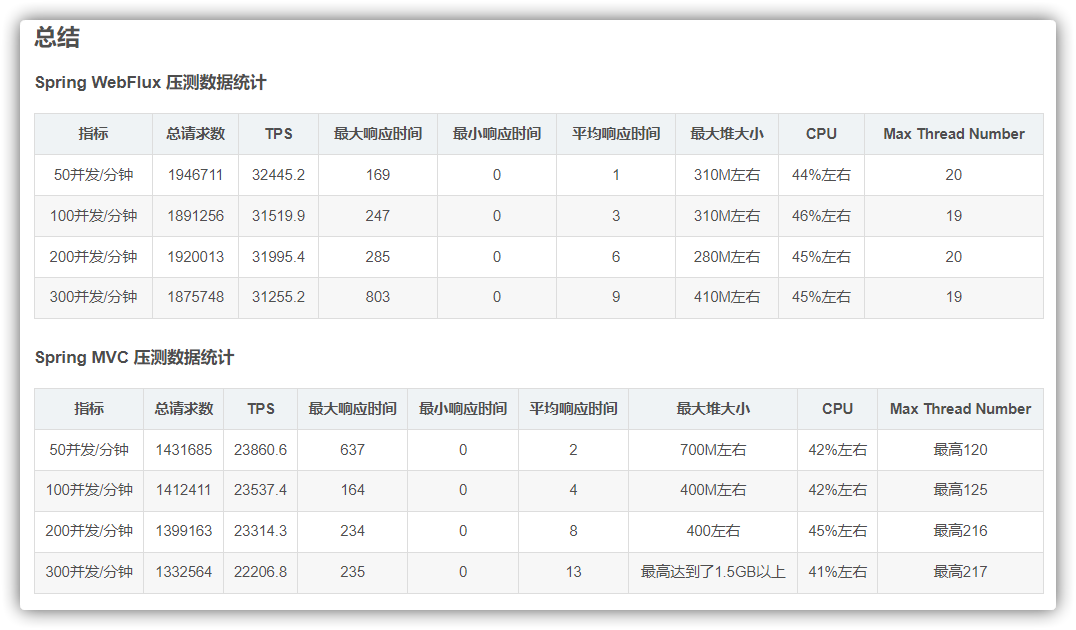 总结
Spring WebFlux 压测数据统计
指标 总请求数 TPS 最大响应时间 最小响应时间 平均响应时间 最大堆大小 CPU Max Thread Number
50并发/分钟 1946711 32445.2 169 0 1 310M左右 44%左右 20
100并发/分钟 1891256 31519.9 247 0 3 310M左右 46%左右 19
200并发/分钟 1920013 31995.4 285 0 6 280M左右 45%左右 20
300并发/分钟 1875748 31255.2 803 0 9 410M左右 45%左右 19
Spring MVC 压测数据统计
指标 总请求数 TPS 最大响应时间 最小响应时间 平均响应时间 最大堆大小 CPU Max Thread Number
50并发/分钟 1431685 23860.6 637 0 2 700M左右 42%左右 最高120
100并发/分钟 1412411 23537.4 164 0 4 400M左右 42%左右 最高125
200并发/分钟 1399163 23314.3 234 0 8 400左右 45%左右 最高216
300并发/分钟 1332564 22206.8 235 0 13 最高达到了1.5GB以上 41%左右 最高217